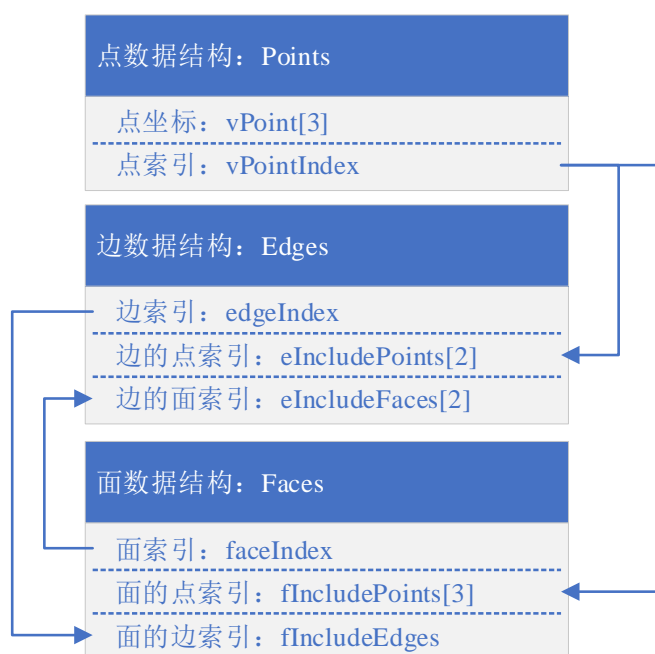 点数据结构：Points
点坐标：vPoint[3]
点索引：vPointIndex
边数据结构：Edges
边索引：edgeIndex
边的点索引：eIncludePoints[2]
边的面索引：eIncludeFaces[2]
面数据结构：Faces
面索引：faceIndex
面的点索引：fIncludePoints[3]
面的边索引：fIncludeEdges